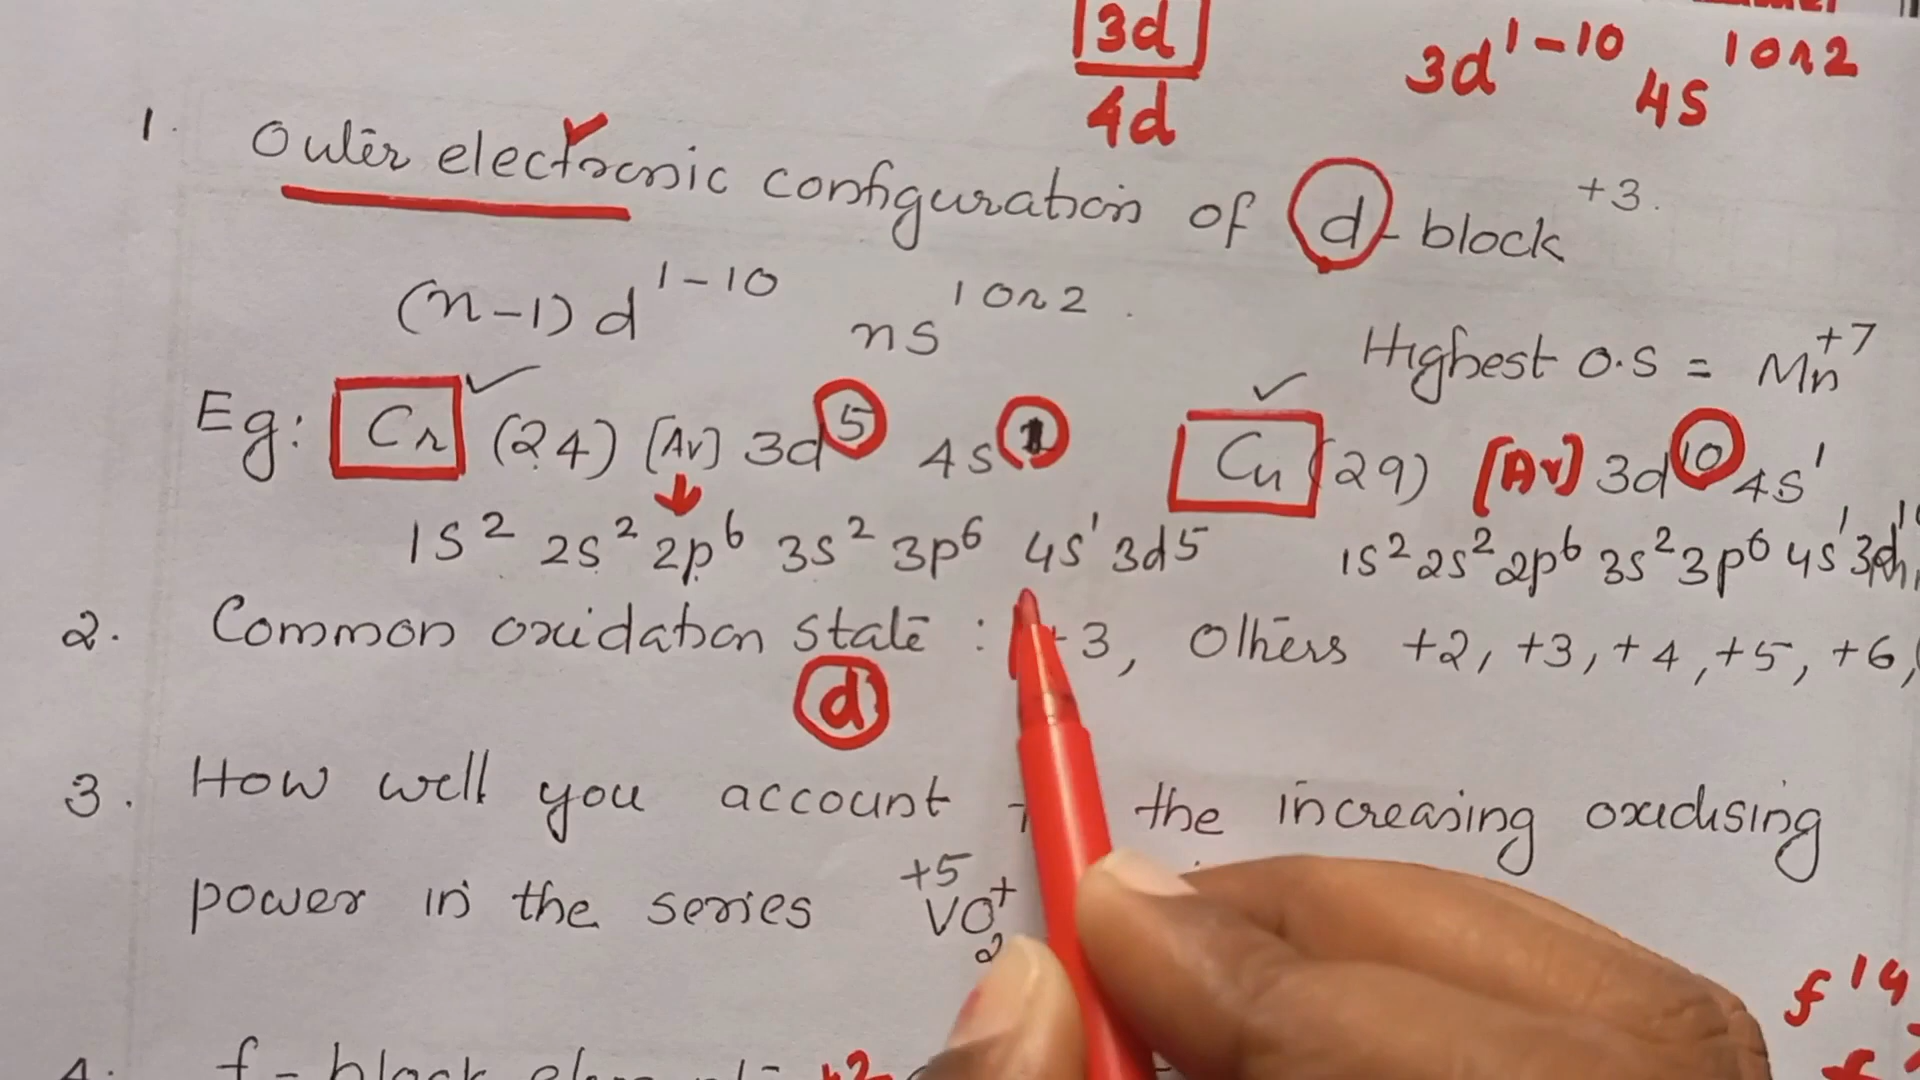 3d
4d
3d¹⁻¹⁰ 4s¹ ᵒʳ ²
1. Outer electronic configuration of d-block +3.
(n-1)d¹⁻¹⁰ ns¹ ᵒʳ ².
Highest O.S = Mn⁺⁷
Eg: Cr (24) [Ar] 3d⁵ 4s¹ Cu (29) [Ar] 3d¹⁰ 4s¹
1s² 2s² 2p⁶ 3s² 3p⁶ 4s¹ 3d⁵ 1s² 2s² 2p⁶ 3s² 3p⁶ 4s¹ 3d
2. Common oxidation state : +3, Others +2, +3, +4, +5, +6,
d
3. How well you account the increasing oxidising
power in the series +5 VO₂⁺
f¹⁴
4. f-block